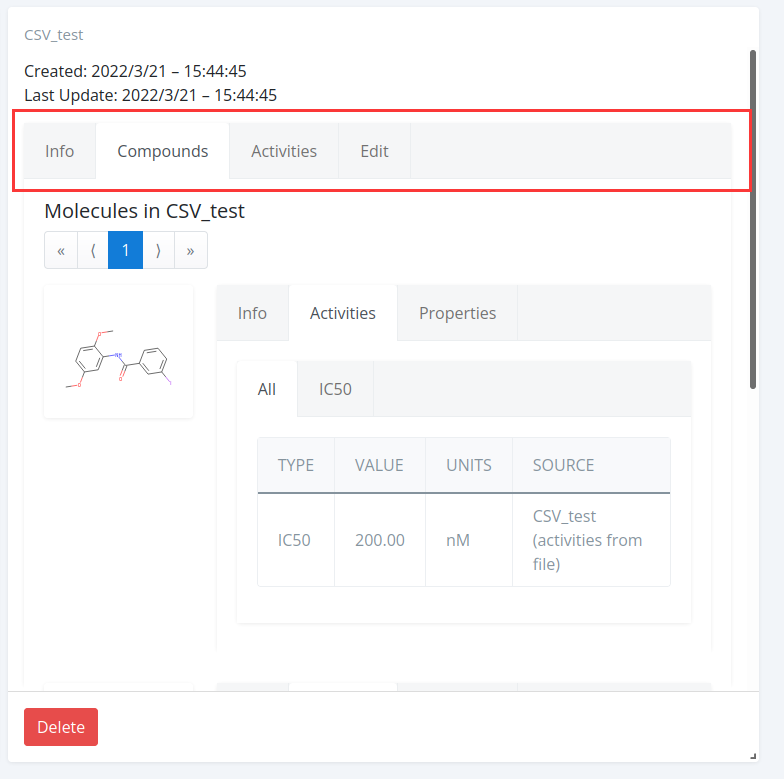 CSV_test
Created: 2022/3/21 – 15:44:45
Last Update: 2022/3/21 – 15:44:45
Info Compounds Activities Edit
Molecules in CSV_test
« ⟨ 1 ⟩ »
Info Activities Properties
All IC50
TYPE VALUE UNITS SOURCE
IC50 200.00 nM CSV_test
(activities from
file)
O
NH
O
O
I
Delete